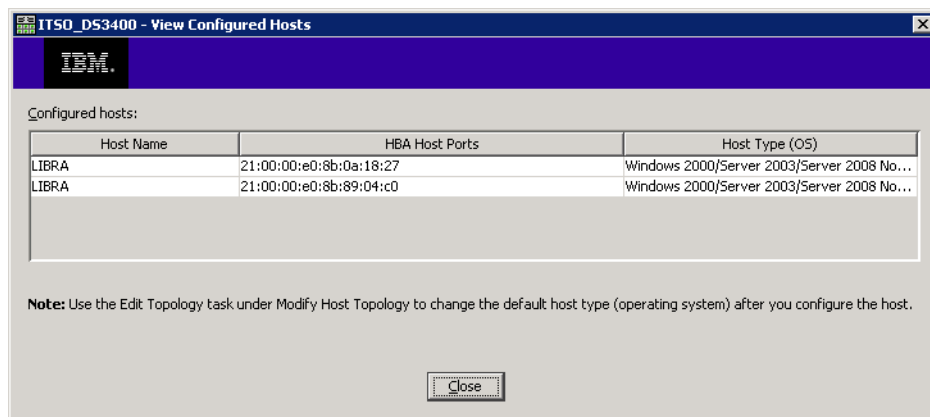 ITSO_DS3400 - View Configured Hosts
IBM.
Configured hosts:
Host Name HBA Host Ports Host Type (OS)
LIBRA 21:00:00:e0:8b:0a:18:27 Windows 2000/Server 2003/Server 2008 No...
LIBRA 21:00:00:e0:8b:89:04:c0 Windows 2000/Server 2003/Server 2008 No...
Note: Use the Edit Topology task under Modify Host Topology to change the default host type (operating system) after you configure the host.
Close